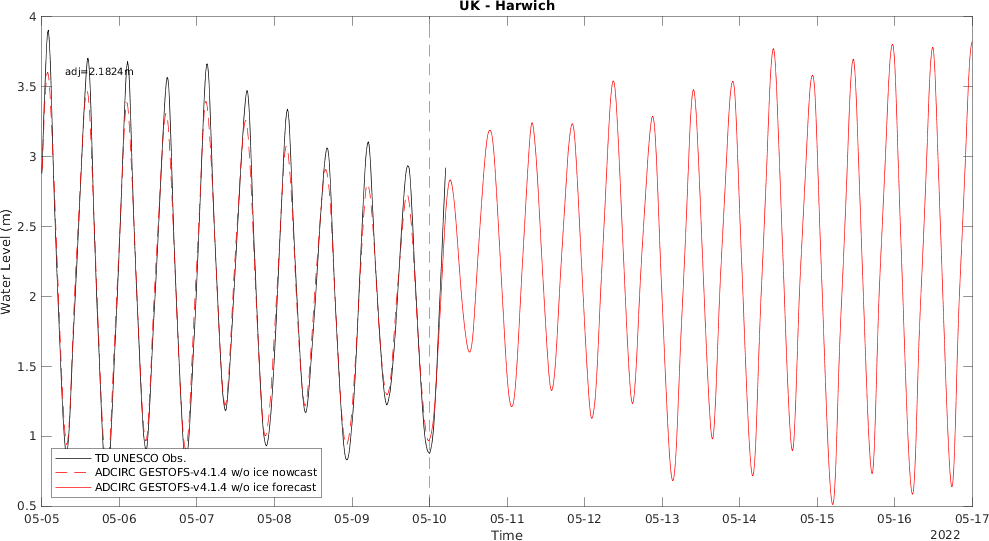 UK - Harwich
adj=2.1824m
Water Level (m)
4
3.5
3
2.5
2
1.5
1
0.5
TD UNESCO Obs.
ADCIRC GESTOFS-v4.1.4 w/o ice nowcast
ADCIRC GESTOFS-v4.1.4 w/o ice forecast
05-05 05-06 05-07 05-08 05-09 05-10 05-11 05-12 05-13 05-14 05-15 05-16 05-17
Time
2022